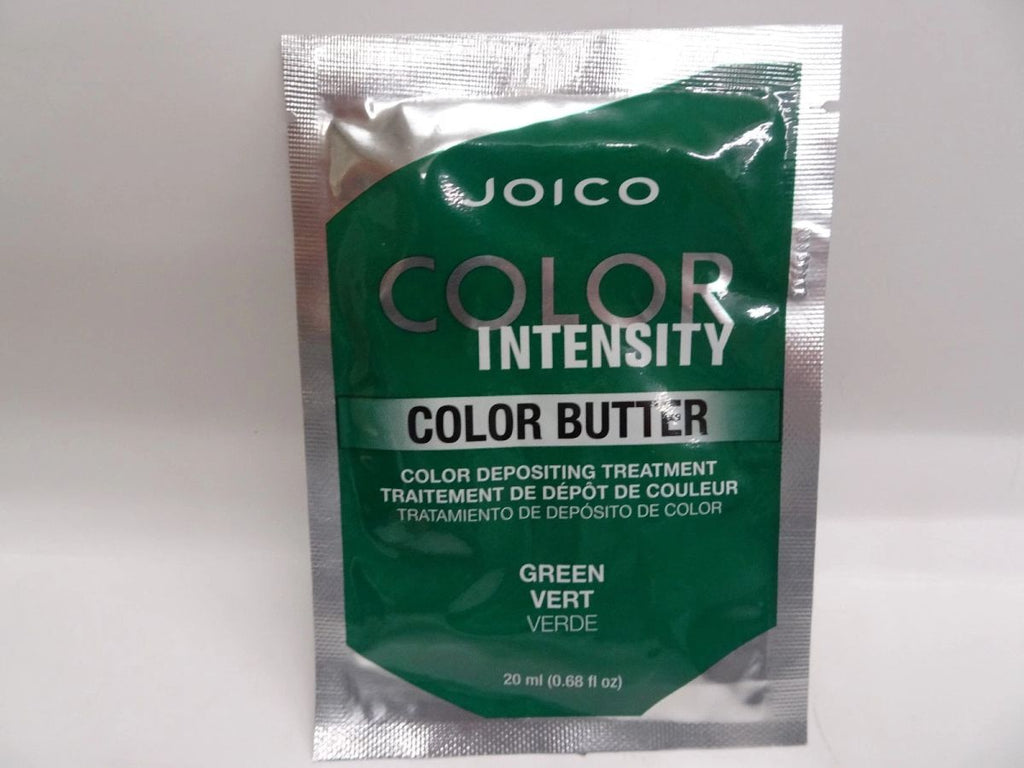 JOICO
COLOR
INTENSITY
COLOR BUTTER
COLOR DEPOSITING TREATMENT
TRAITEMENT DE DÉPÔT DE COULEUR
TRATAMIENTO DE DEPÓSITO DE COLOR
GREEN
VERT
VERDE
20 ml (0.68 fl oz)